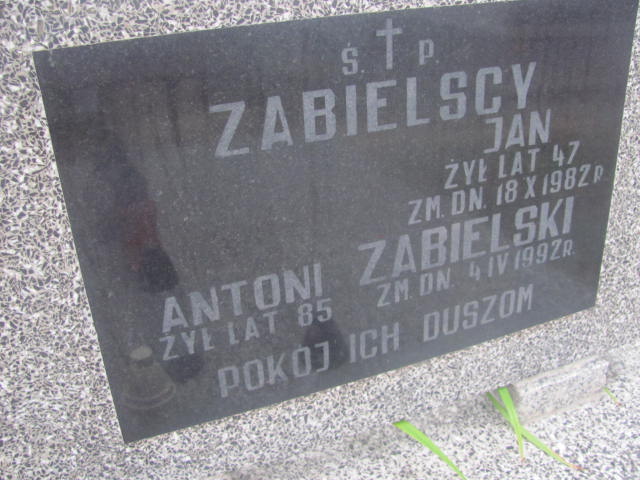 Ś. P.
ZABIELSCY
JAN
ŻYŁ LAT 47
ZM. DN. 18 X 1982 R.
ANTONI ZABIELSKI
ŻYŁ LAT 85 ZM. DN. 4 IV 1992 R.
POKÓJ ICH DUSZOM